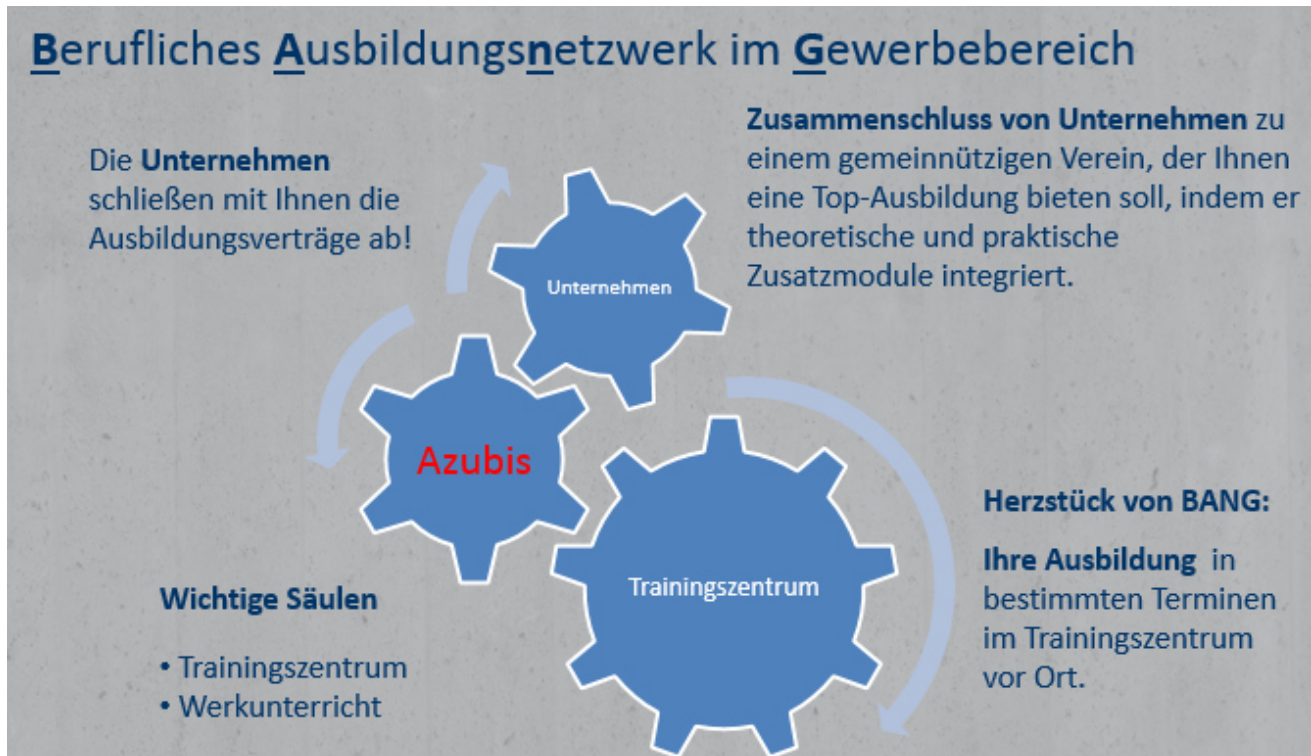 Berufliches Ausbildungsnetzwerk im Gewerbebereich
Die Unternehmen
schließen mit Ihnen die
Ausbildungsverträge ab!
Zusammenschluss von Unternehmen zu
einem gemeinnützigen Verein, der Ihnen
eine Top-Ausbildung bieten soll, indem er
theoretische und praktische
Zusatzmodule integriert.
Unternehmen
Azubis
Trainingszentrum
Wichtige Säulen
• Trainingszentrum
• Werkunterricht
Herzstück von BANG:
Ihre Ausbildung in
bestimmten Terminen
im Trainingszentrum
vor Ort.